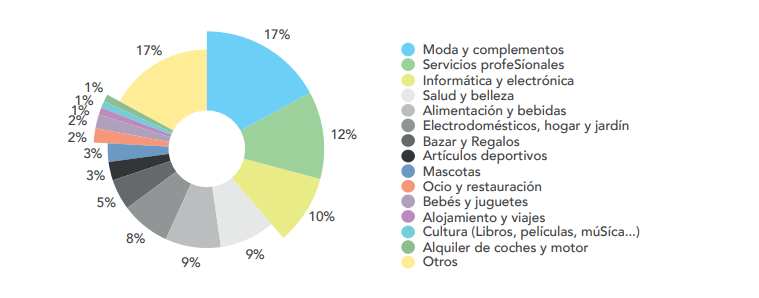 17%
12%
10%
9%
9%
8%
5%
3%
3%
2%
2%
1%
1%
1%
17%
Moda y complementos
Servicios profeSíonales
Informática y electrónica
Salud y belleza
Alimentación y bebidas
Electrodomésticos, hogar y jardín
Bazar y Regalos
Artículos deportivos
Mascotas
Ocio y restauración
Bebés y juguetes
Alojamiento y viajes
Cultura (Libros, películas, múSíca...)
Alquiler de coches y motor
Otros